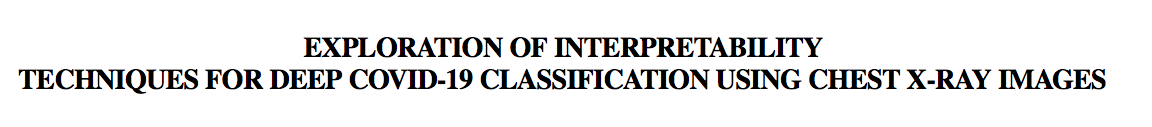 EXPLORATION OF INTERPRETABILITY
TECHNIQUES FOR DEEP COVID-19 CLASSIFICATION USING CHEST X-RAY IMAGES